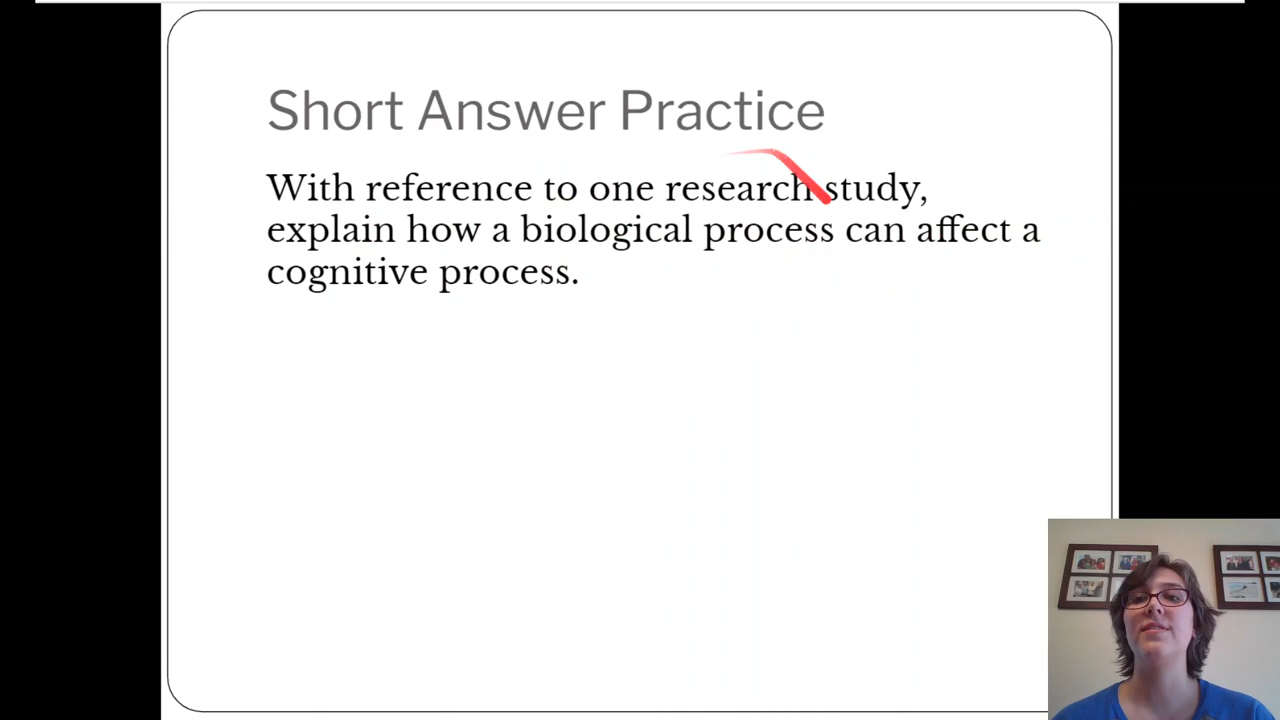 Short Answer Practice
With reference to one research study,
explain how a biological process can affect a
cognitive process.